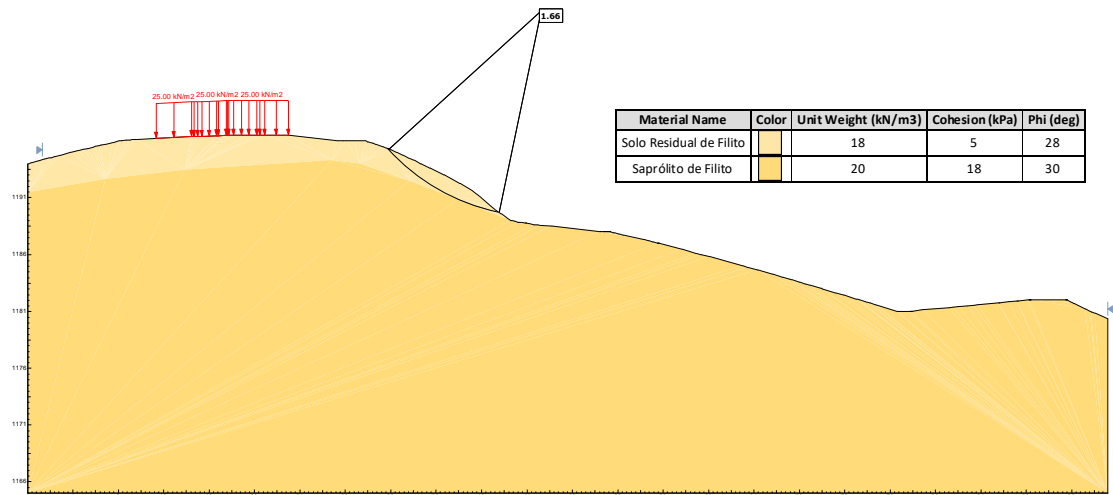 1.66
25.00 kN/m2 25.00 kN/m2 25.00 kN/m2
Material Name Color Unit Weight (kN/m3) Cohesion (kPa) Phi (deg)
Solo Residual de Filito 18 5 28
Saprólito de Filito 20 18 30
1191
1186
1181
1176
1171
1166